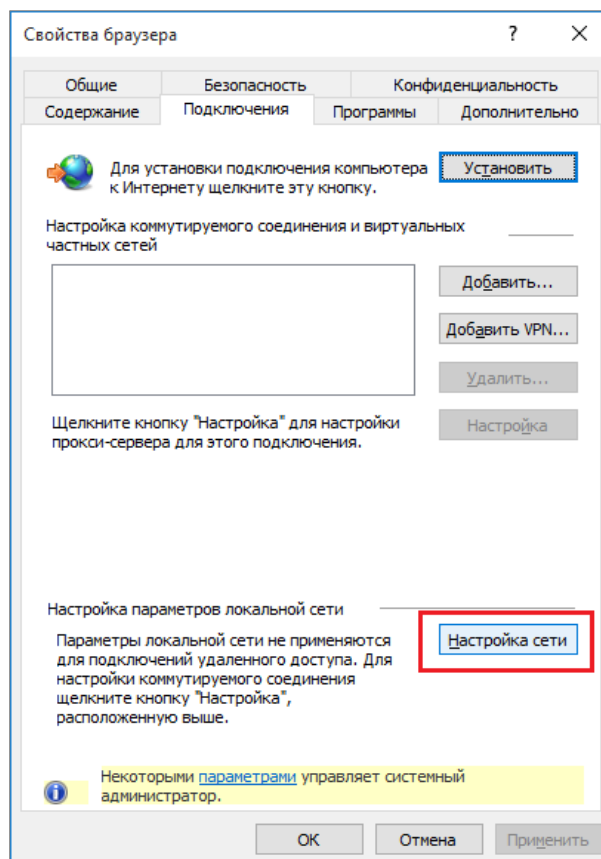 Свойства браузера ?
Общие Безопасность Конфиденциальность
Содержание Подключения Программы Дополнительно
Для установки подключения компьютера
к Интернету щелкните эту кнопку.
Установить
Настройка коммутируемого соединения и виртуальных
частных сетей
Добавить...
Добавить VPN...
Удалить...
Щелкните кнопку "Настройка" для настройки
прокси-сервера для этого подключения.
Настройка
Настройка параметров локальной сети
Параметры локальной сети не применяются
для подключений удаленного доступа. Для
настройки коммутируемого соединения
щелкните кнопку "Настройка",
расположенную выше.
Настройка сети
Некоторыми параметрами управляет системный
администратор.
ОК Отмена Применить